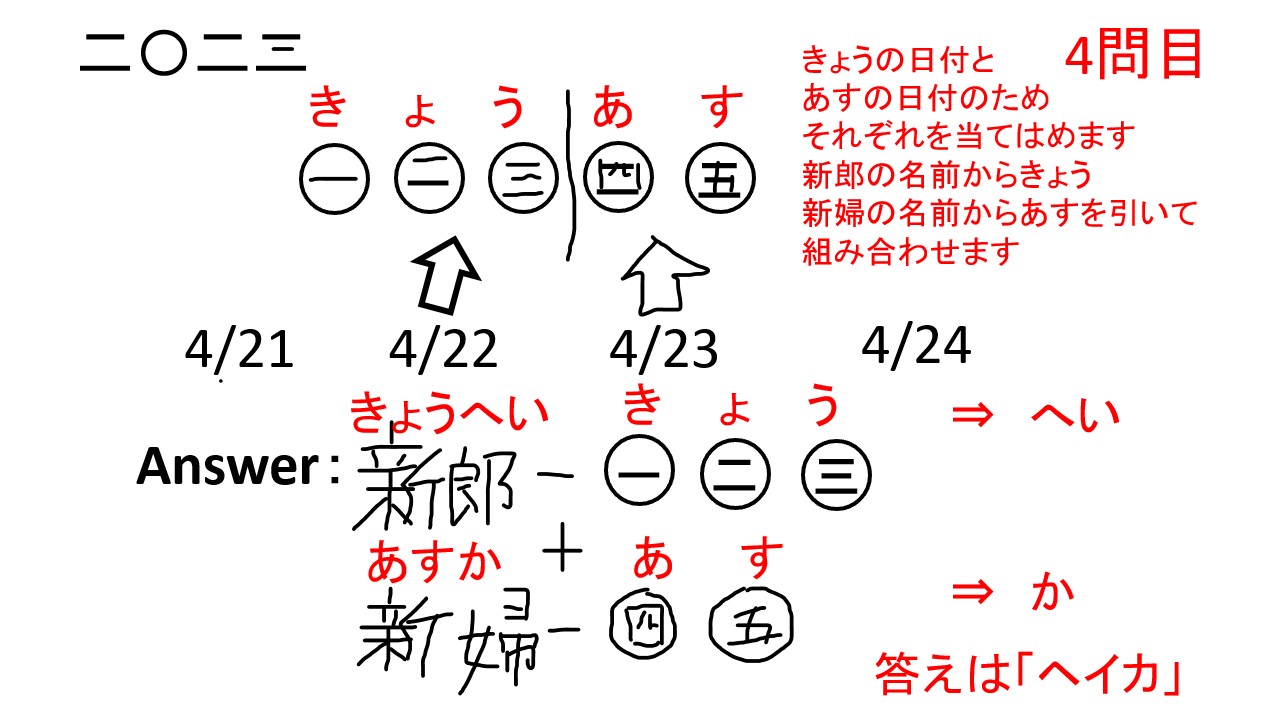 二〇二三
4問目
きょうの日付と
あすの日付のため
それぞれを当てはめます
新郎の名前からきょう
新婦の名前からあすを引いて
組み合わせます
き ょ う あ す
㊀ ㊁ ㊂ ㊃ ㊄
4/21 4/22 4/23 4/24
きょうへい き ょ う ⇒ へい
Answer：新郎－㊀ ㊁ ㊂
＋
あすか あ す ⇒ か
新婦－㊃ ㊄
答えは「ヘイカ」